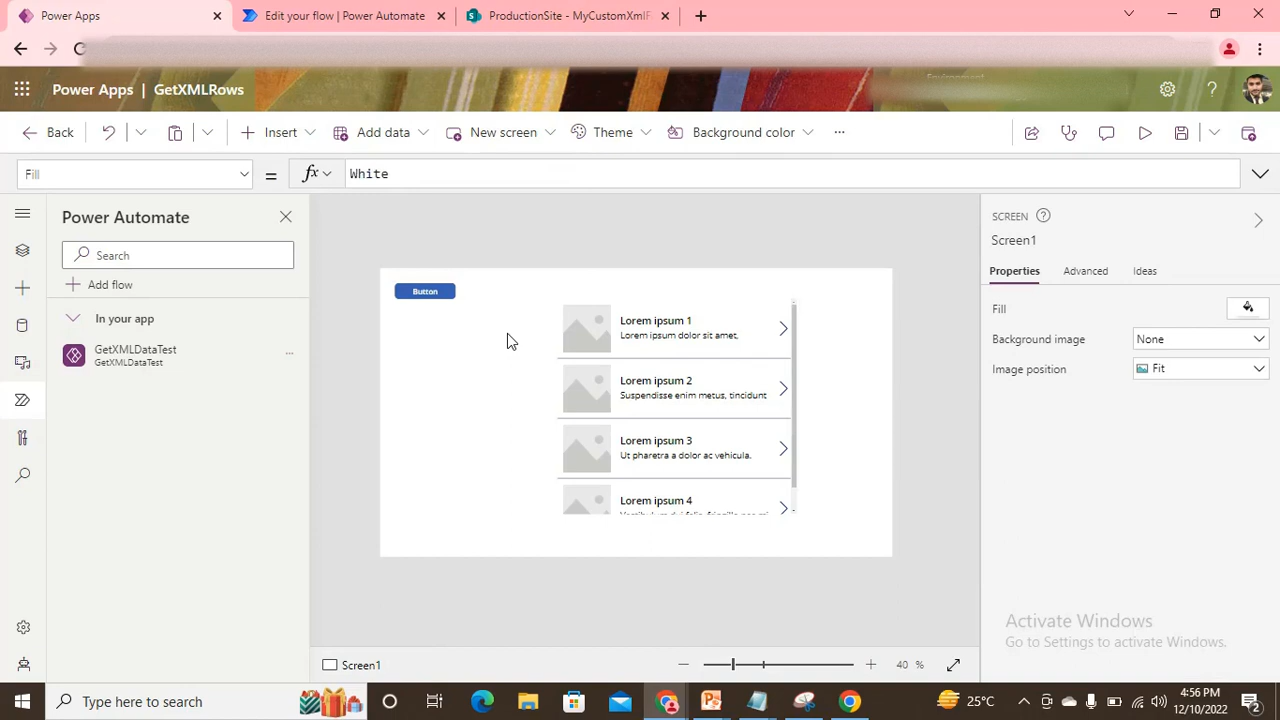 Power Apps
Edit your flow | Power Automate
ProductionSite - MyCustomXmlF
Power Apps | GetXMLRows
Back
Insert
Add data
New screen
Theme
Background color
Fill
=
fx
White
Power Automate
Search
Add flow
In your app
GetXMLDataTest
GetXMLDataTest
Button
Lorem ipsum 1
Lorem ipsum dolor sit amet,
Lorem ipsum 2
Suspendisse enim metus, tincidunt
Lorem ipsum 3
Ut pharetra a dolor ac vehicula.
Lorem ipsum 4
SCREEN
Screen1
Properties
Advanced
Ideas
Fill
Background image
None
Image position
Fit
Activate Windows
Go to Settings to activate Windows.
Screen1
40 %
Type here to search
25°C
4:56 PM
12/10/2022
2